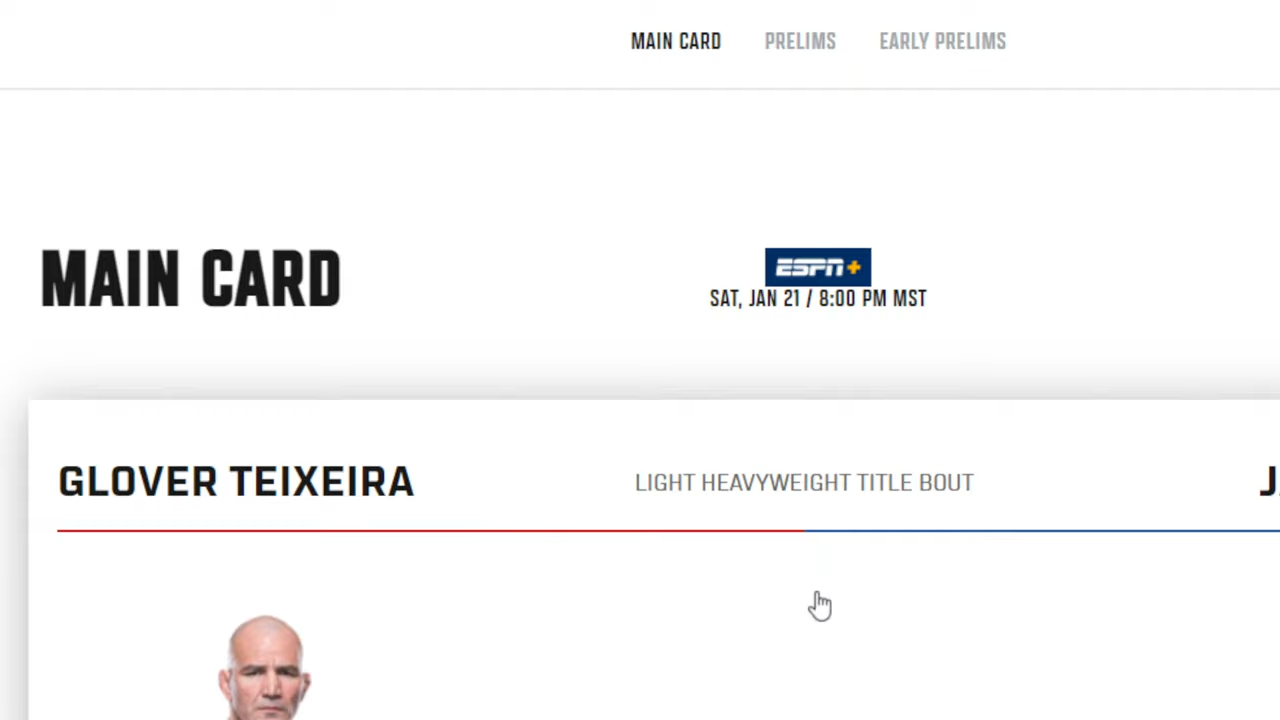 MAIN CARD PRELIMS EARLY PRELIMS
MAIN CARD
ESPN+
SAT, JAN 21 / 8:00 PM MST
GLOVER TEIXEIRA LIGHT HEAVYWEIGHT TITLE BOUT